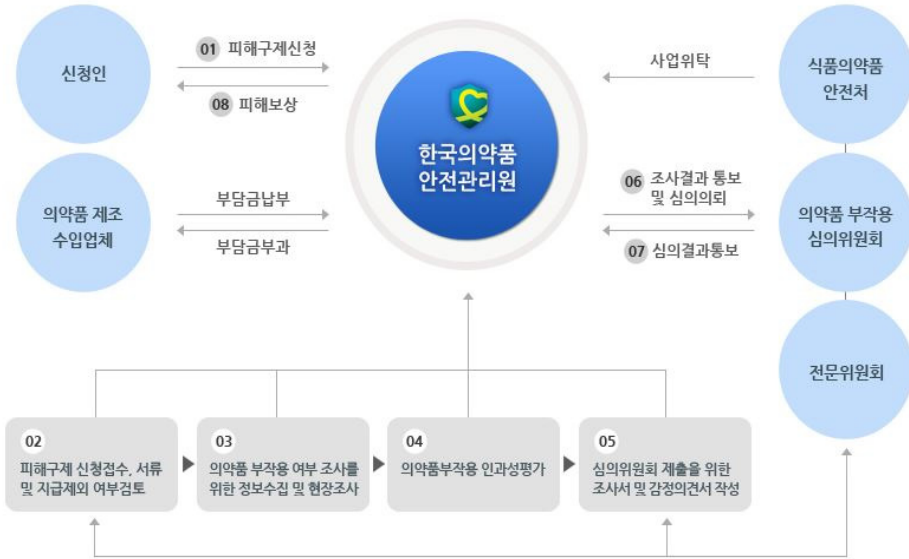 신청인
01 피해구제신청
08 피해보상
한국의약품
안전관리원
사업위탁
식품의약품
안전처
의약품 제조
수입업체
부담금납부
부담금부과
06 조사결과 통보
및 심의의뢰
07 심의결과통보
의약품 부작용
심의위원회
전문위원회
02
피해구제 신청접수, 서류
및 지급제외 여부검토
03
의약품 부작용 여부 조사를
위한 정보수집 및 현장조사
04
의약품부작용 인과성평가
05
심의위원회 제출을 위한
조사서 및 감정의견서 작성